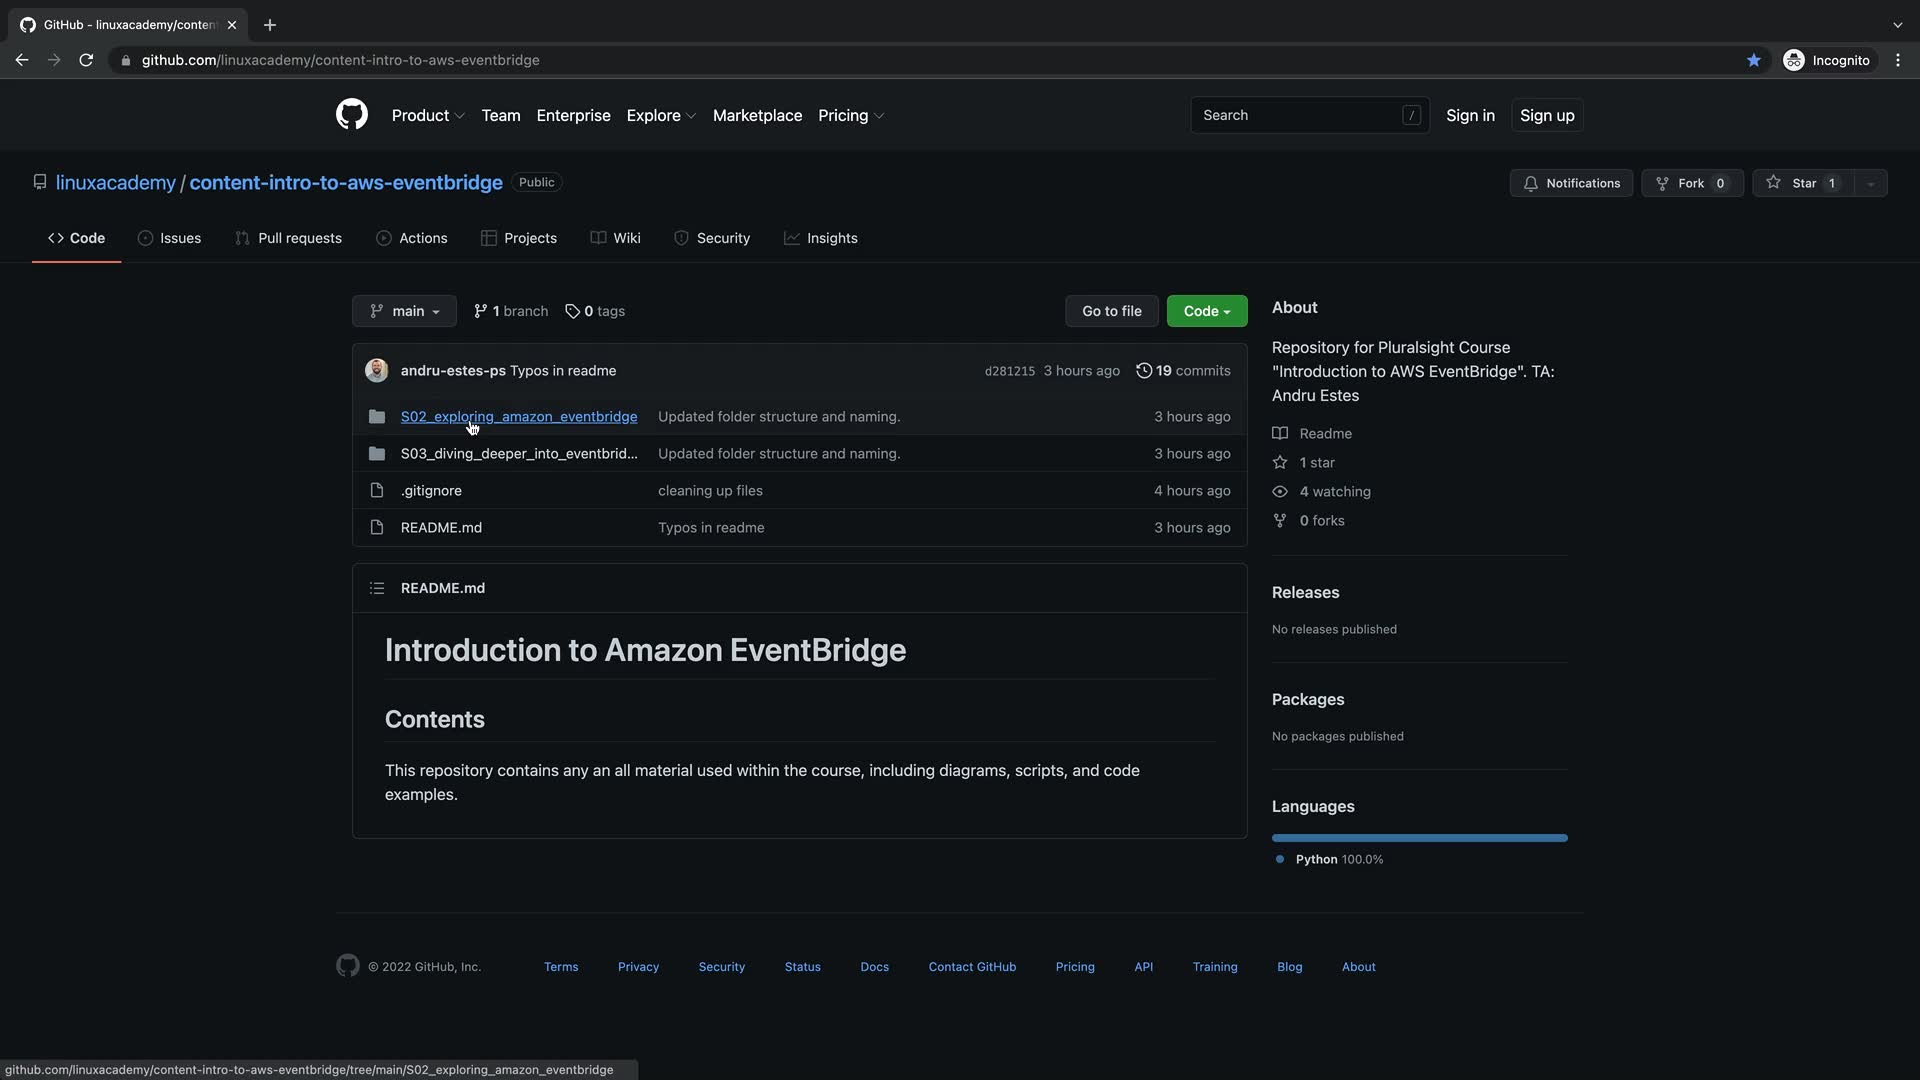 GitHub - linuxacademy/conten
github.com/linuxacademy/content-intro-to-aws-eventbridge
Incognito
Product Team Enterprise Explore Marketplace Pricing
Search /
Sign in Sign up
linuxacademy / content-intro-to-aws-eventbridge Public
Notifications Fork 0 Star 1
Code Issues Pull requests Actions Projects Wiki Security Insights
main 1 branch 0 tags Go to file Code
andru-estes-ps Typos in readme d281215 3 hours ago 19 commits
S02_exploring_amazon_eventbridge Updated folder structure and naming. 3 hours ago
S03_diving_deeper_into_eventbrid... Updated folder structure and naming. 3 hours ago
.gitignore cleaning up files 4 hours ago
README.md Typos in readme 3 hours ago
README.md
Introduction to Amazon EventBridge
Contents
This repository contains any an all material used within the course, including diagrams, scripts, and code
examples.
About
Repository for Pluralsight Course
"Introduction to AWS EventBridge". TA:
Andru Estes
Readme
1 star
4 watching
0 forks
Releases
No releases published
Packages
No packages published
Languages
Python 100.0%
© 2022 GitHub, Inc. Terms Privacy Security Status Docs Contact GitHub Pricing API Training Blog About
github.com/linuxacademy/content-intro-to-aws-eventbridge/tree/main/S02_exploring_amazon_eventbridge